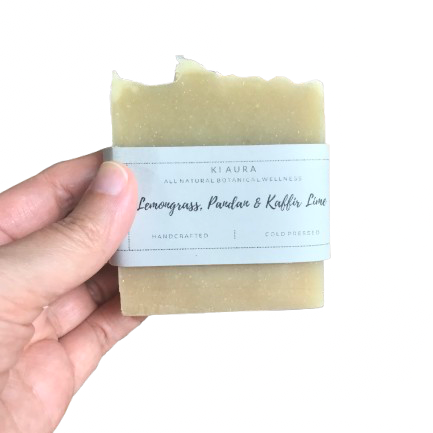 KI AURA
ALL NATURAL BOTANICAL WELLNESS
Lemongrass, Pandan & Kaffir Lime
HANDCRAFTED | COLD PRESSED